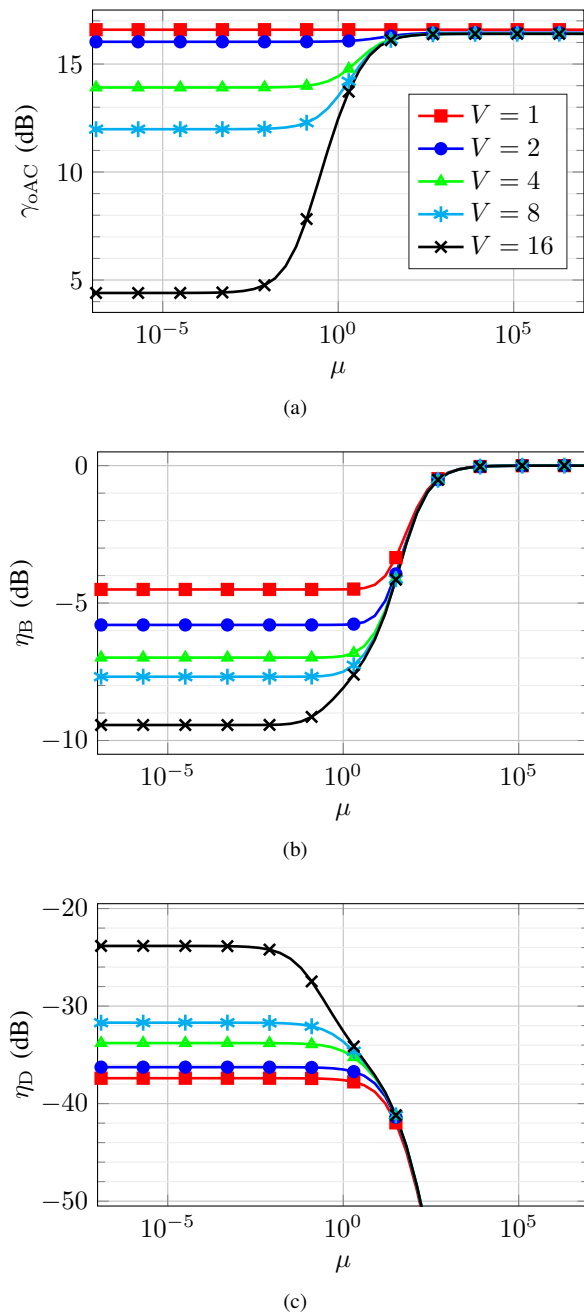 15
10
5
γoAC (dB)
V = 1
V = 2
V = 4
V = 8
V = 16
10⁻⁵ 10⁰ 10⁵
μ
(a)
0
−5
−10
ηB (dB)
10⁻⁵ 10⁰ 10⁵
μ
(b)
−20
−30
−40
−50
ηD (dB)
10⁻⁵ 10⁰ 10⁵
μ
(c)